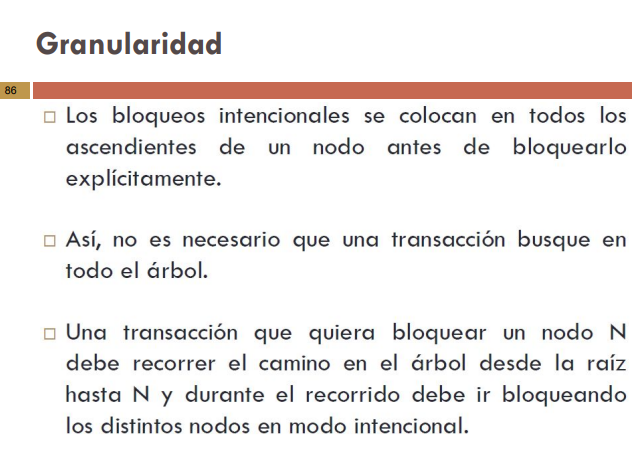 Granularidad
86
Los bloqueos intencionales se colocan en todos los
ascendientes de un nodo antes de bloquearlo
explícitamente.
Así, no es necesario que una transacción busque en
todo el árbol.
Una transacción que quiera bloquear un nodo N
debe recorrer el camino en el árbol desde la raíz
hasta N y durante el recorrido debe ir bloqueando
los distintos nodos en modo intencional.